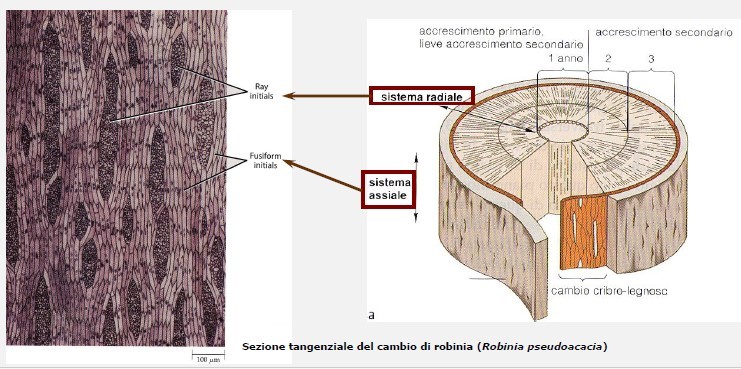 Ray
initials
Fusiform
initials
100 µm
sistema radiale
sistema
assiale
accrescimento primario,
lieve accrescimento secondario
accrescimento secondario
1 anno
2
3
cambio cribro-legnoso
a
Sezione tangenziale del cambio di robinia (Robinia pseudoacacia)